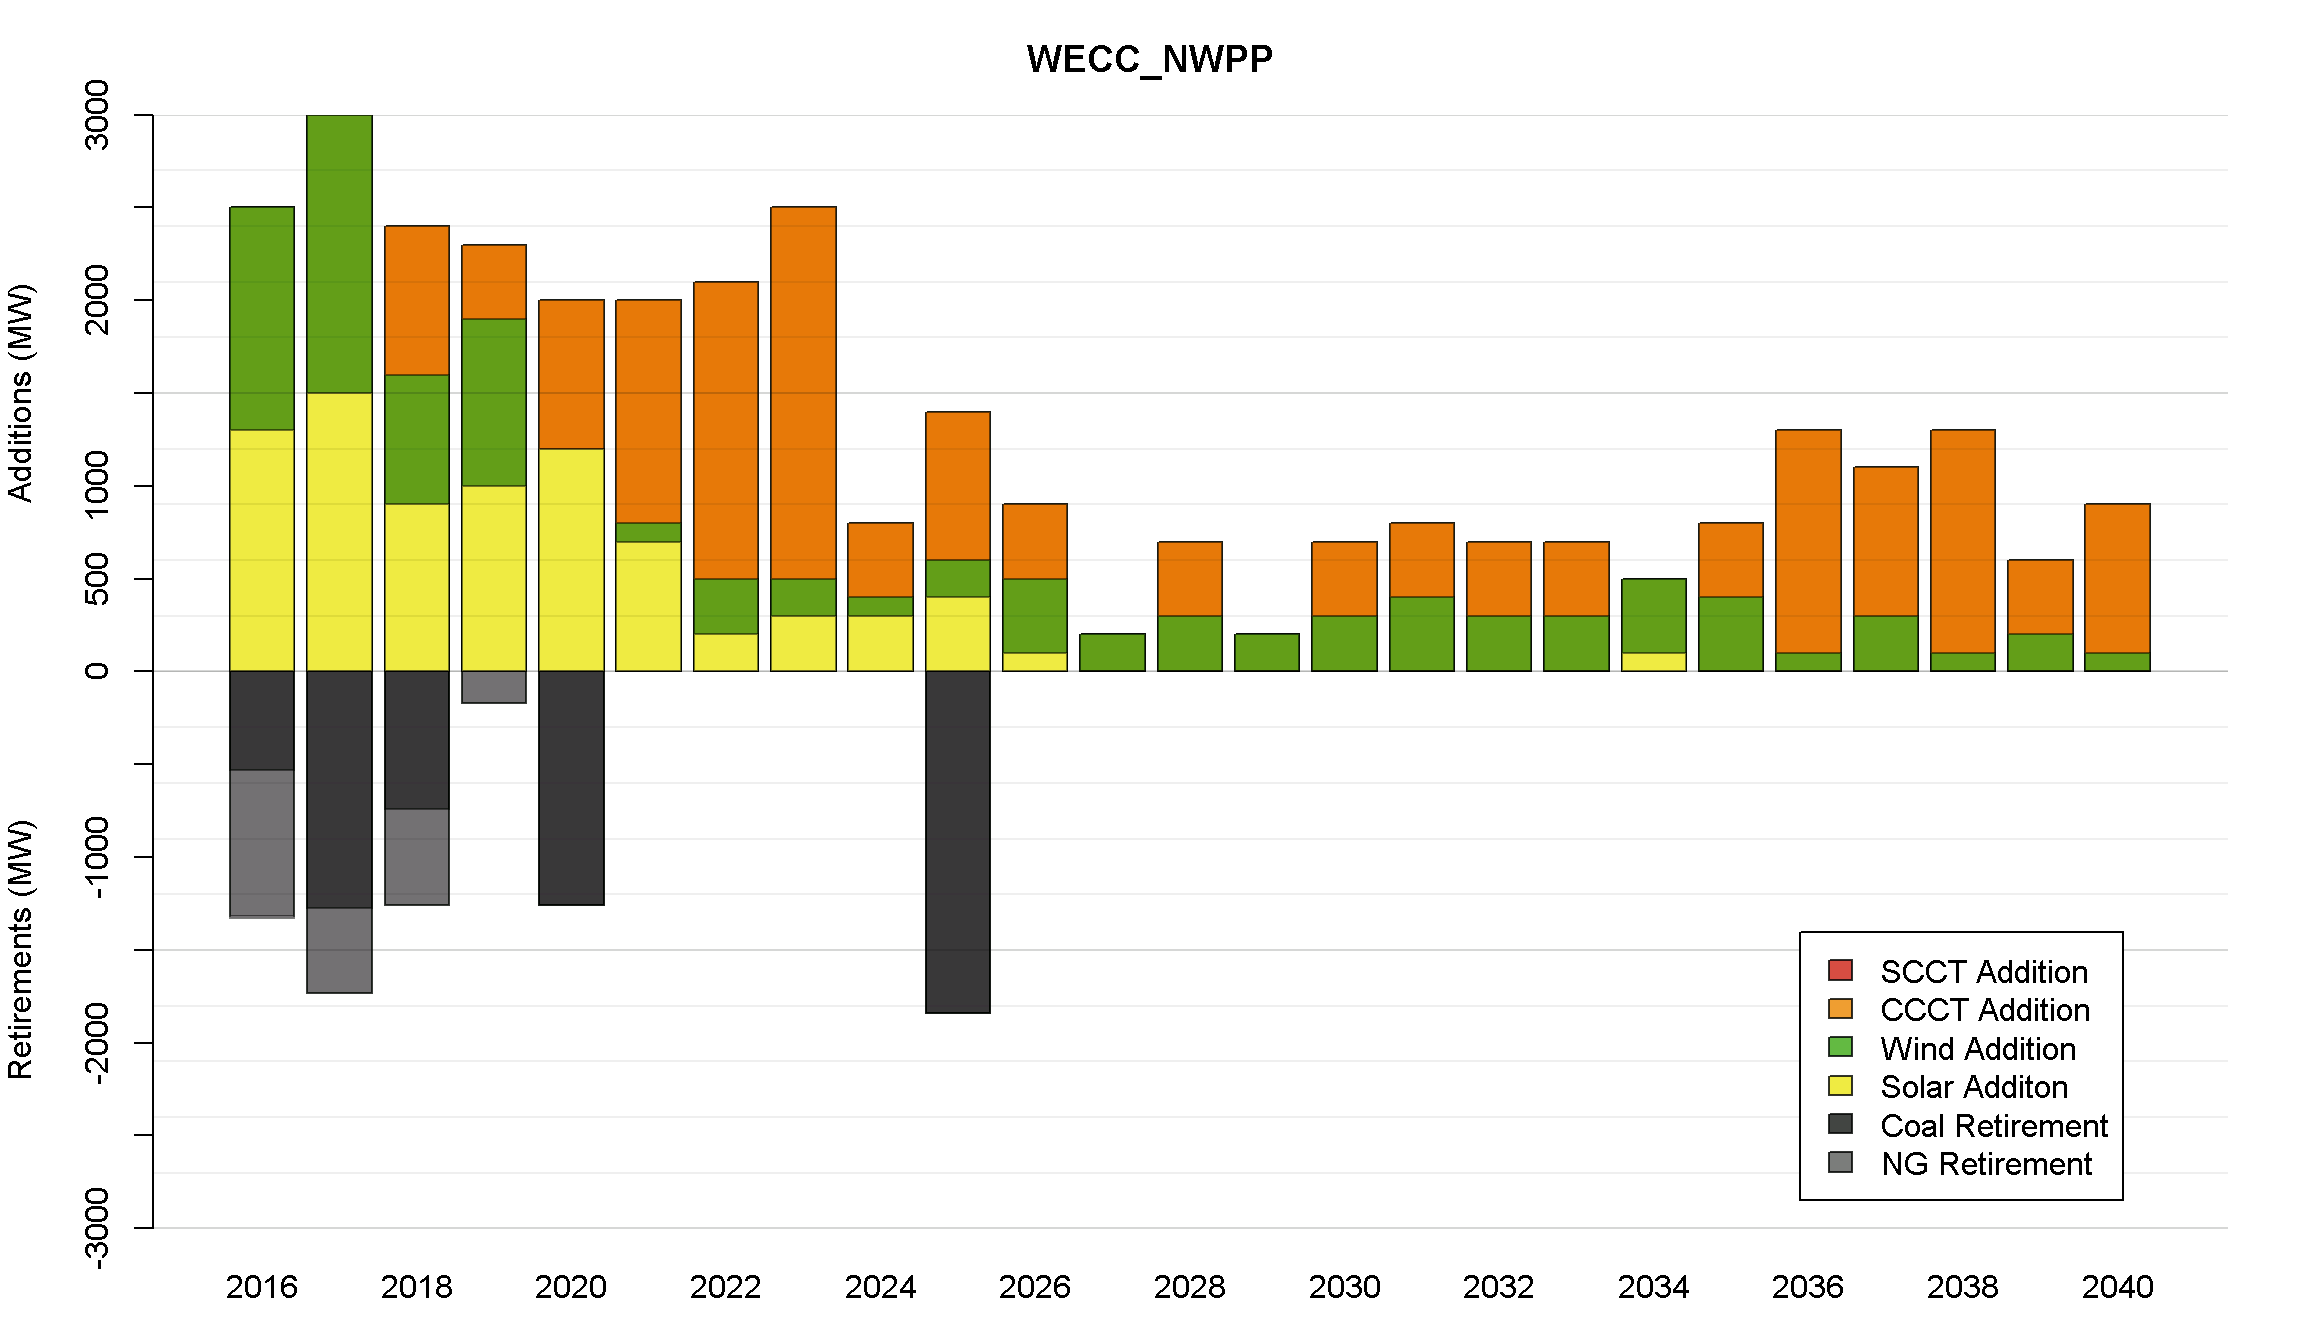 WECC_NWPP
Additions (MW)
Retirements (MW)
3000
2000
1000
500
0
-1000
-2000
-3000
SCCT Addition
CCCT Addition
Wind Addition
Solar Additon
Coal Retirement
NG Retirement
2016 2018 2020 2022 2024 2026 2028 2030 2032 2034 2036 2038 2040